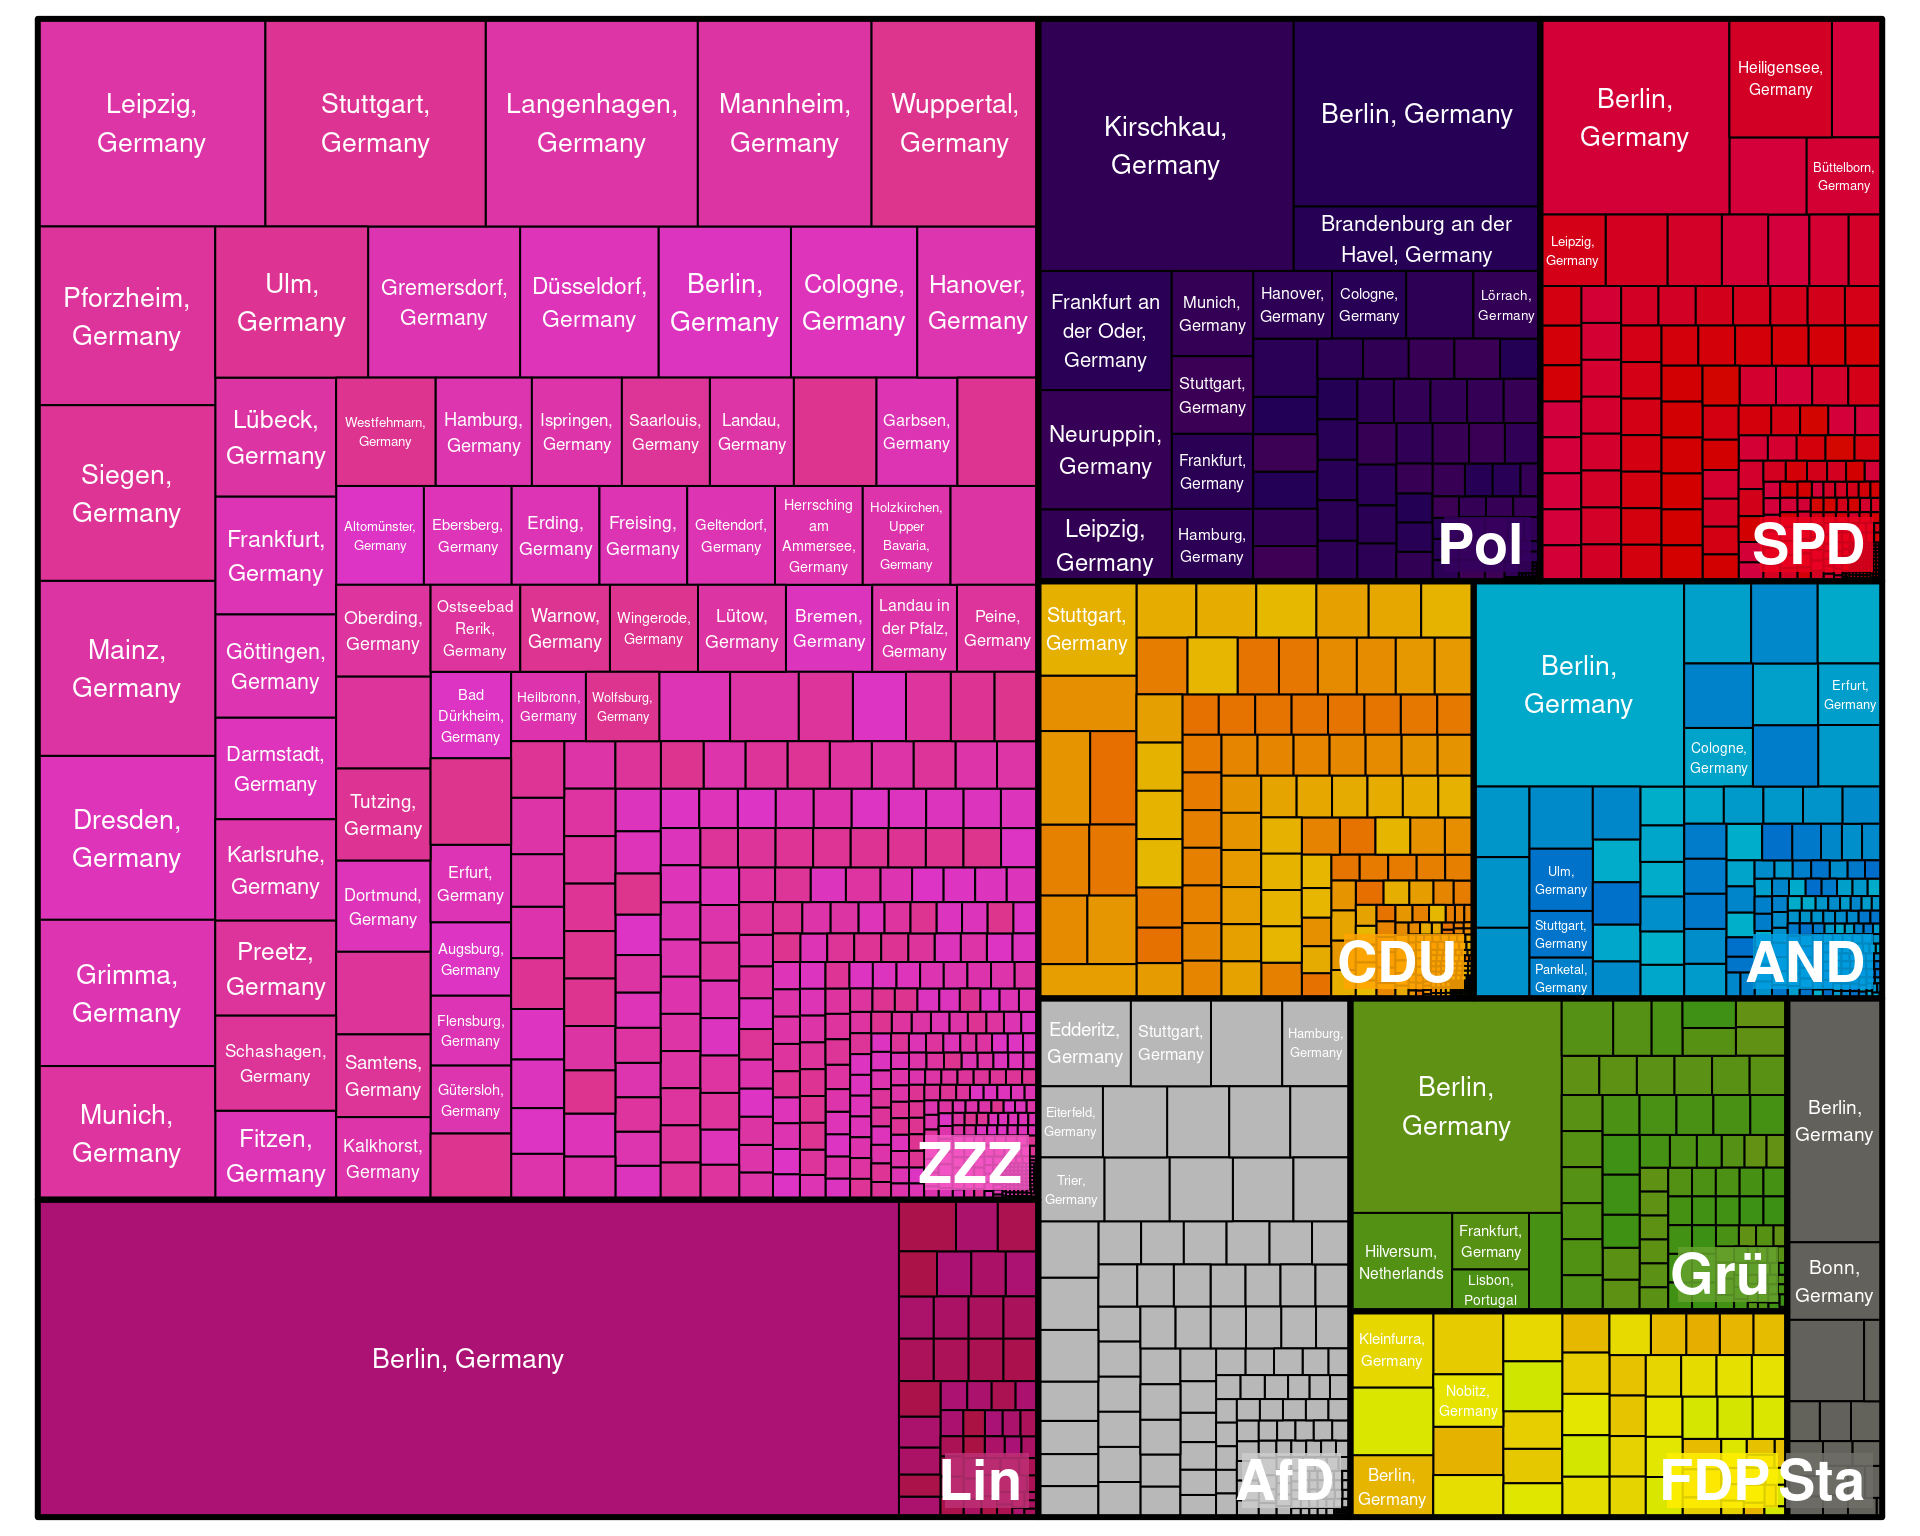 Leipzig,
Germany
Stuttgart,
Germany
Langenhagen,
Germany
Mannheim,
Germany
Wuppertal,
Germany
Pforzheim,
Germany
Ulm,
Germany
Gremersdorf,
Germany
Düsseldorf,
Germany
Berlin,
Germany
Cologne,
Germany
Hanover,
Germany
Siegen,
Germany
Lübeck,
Germany
Westfehmarn,
Germany
Hamburg,
Germany
Ispringen,
Germany
Saarlouis,
Germany
Landau,
Germany
Garbsen,
Germany
Frankfurt,
Germany
Altomünster,
Germany
Ebersberg,
Germany
Erding,
Germany
Freising,
Germany
Geltendorf,
Germany
Herrsching
am
Ammersee,
Germany
Holzkirchen,
Upper
Bavaria,
Germany
Mainz,
Germany
Göttingen,
Germany
Oberding,
Germany
Ostseebad
Rerik,
Germany
Warnow,
Germany
Wingerode,
Germany
Lütow,
Germany
Bremen,
Germany
Landau in
der Pfalz,
Germany
Peine,
Germany
Bad
Dürkheim,
Germany
Heilbronn,
Germany
Wolfsburg,
Germany
Dresden,
Germany
Darmstadt,
Germany
Tutzing,
Germany
Karlsruhe,
Germany
Dortmund,
Germany
Erfurt,
Germany
Grimma,
Germany
Preetz,
Germany
Augsburg,
Germany
Schashagen,
Germany
Samtens,
Germany
Flensburg,
Germany
Gütersloh,
Germany
Munich,
Germany
Fitzen,
Germany
Kalkhorst,
Germany
ZZZ
Berlin, Germany
Lin
Kirschkau,
Germany
Berlin, Germany
Brandenburg an der
Havel, Germany
Frankfurt an
der Oder,
Germany
Munich,
Germany
Hanover,
Germany
Cologne,
Germany
Lörrach,
Germany
Stuttgart,
Germany
Neuruppin,
Germany
Frankfurt,
Germany
Leipzig,
Germany
Hamburg,
Germany
Pol
Berlin,
Germany
Heiligensee,
Germany
Büttelborn,
Germany
Leipzig,
Germany
SPD
Stuttgart,
Germany
CDU
Berlin,
Germany
Erfurt,
Germany
Cologne,
Germany
Ulm,
Germany
Stuttgart,
Germany
Panketal,
Germany
AND
Edderitz,
Germany
Stuttgart,
Germany
Hamburg,
Germany
Eiterfeld,
Germany
Trier,
Germany
AfD
Berlin,
Germany
Hilversum,
Netherlands
Frankfurt,
Germany
Lisbon,
Portugal
Grü
Kleinfurra,
Germany
Nobitz,
Germany
Berlin,
Germany
FDP
Berlin,
Germany
Bonn,
Germany
Sta